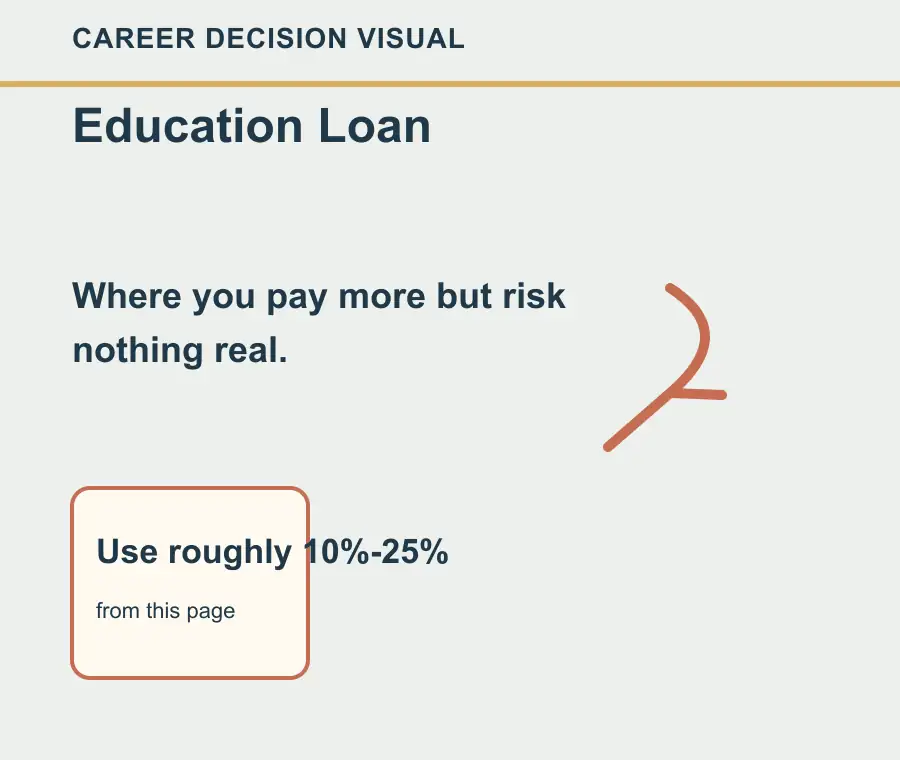 CAREER DECISION VISUAL
Education Loan
Where you pay more but risk
nothing real.
Use roughly 10%-25%
from this page